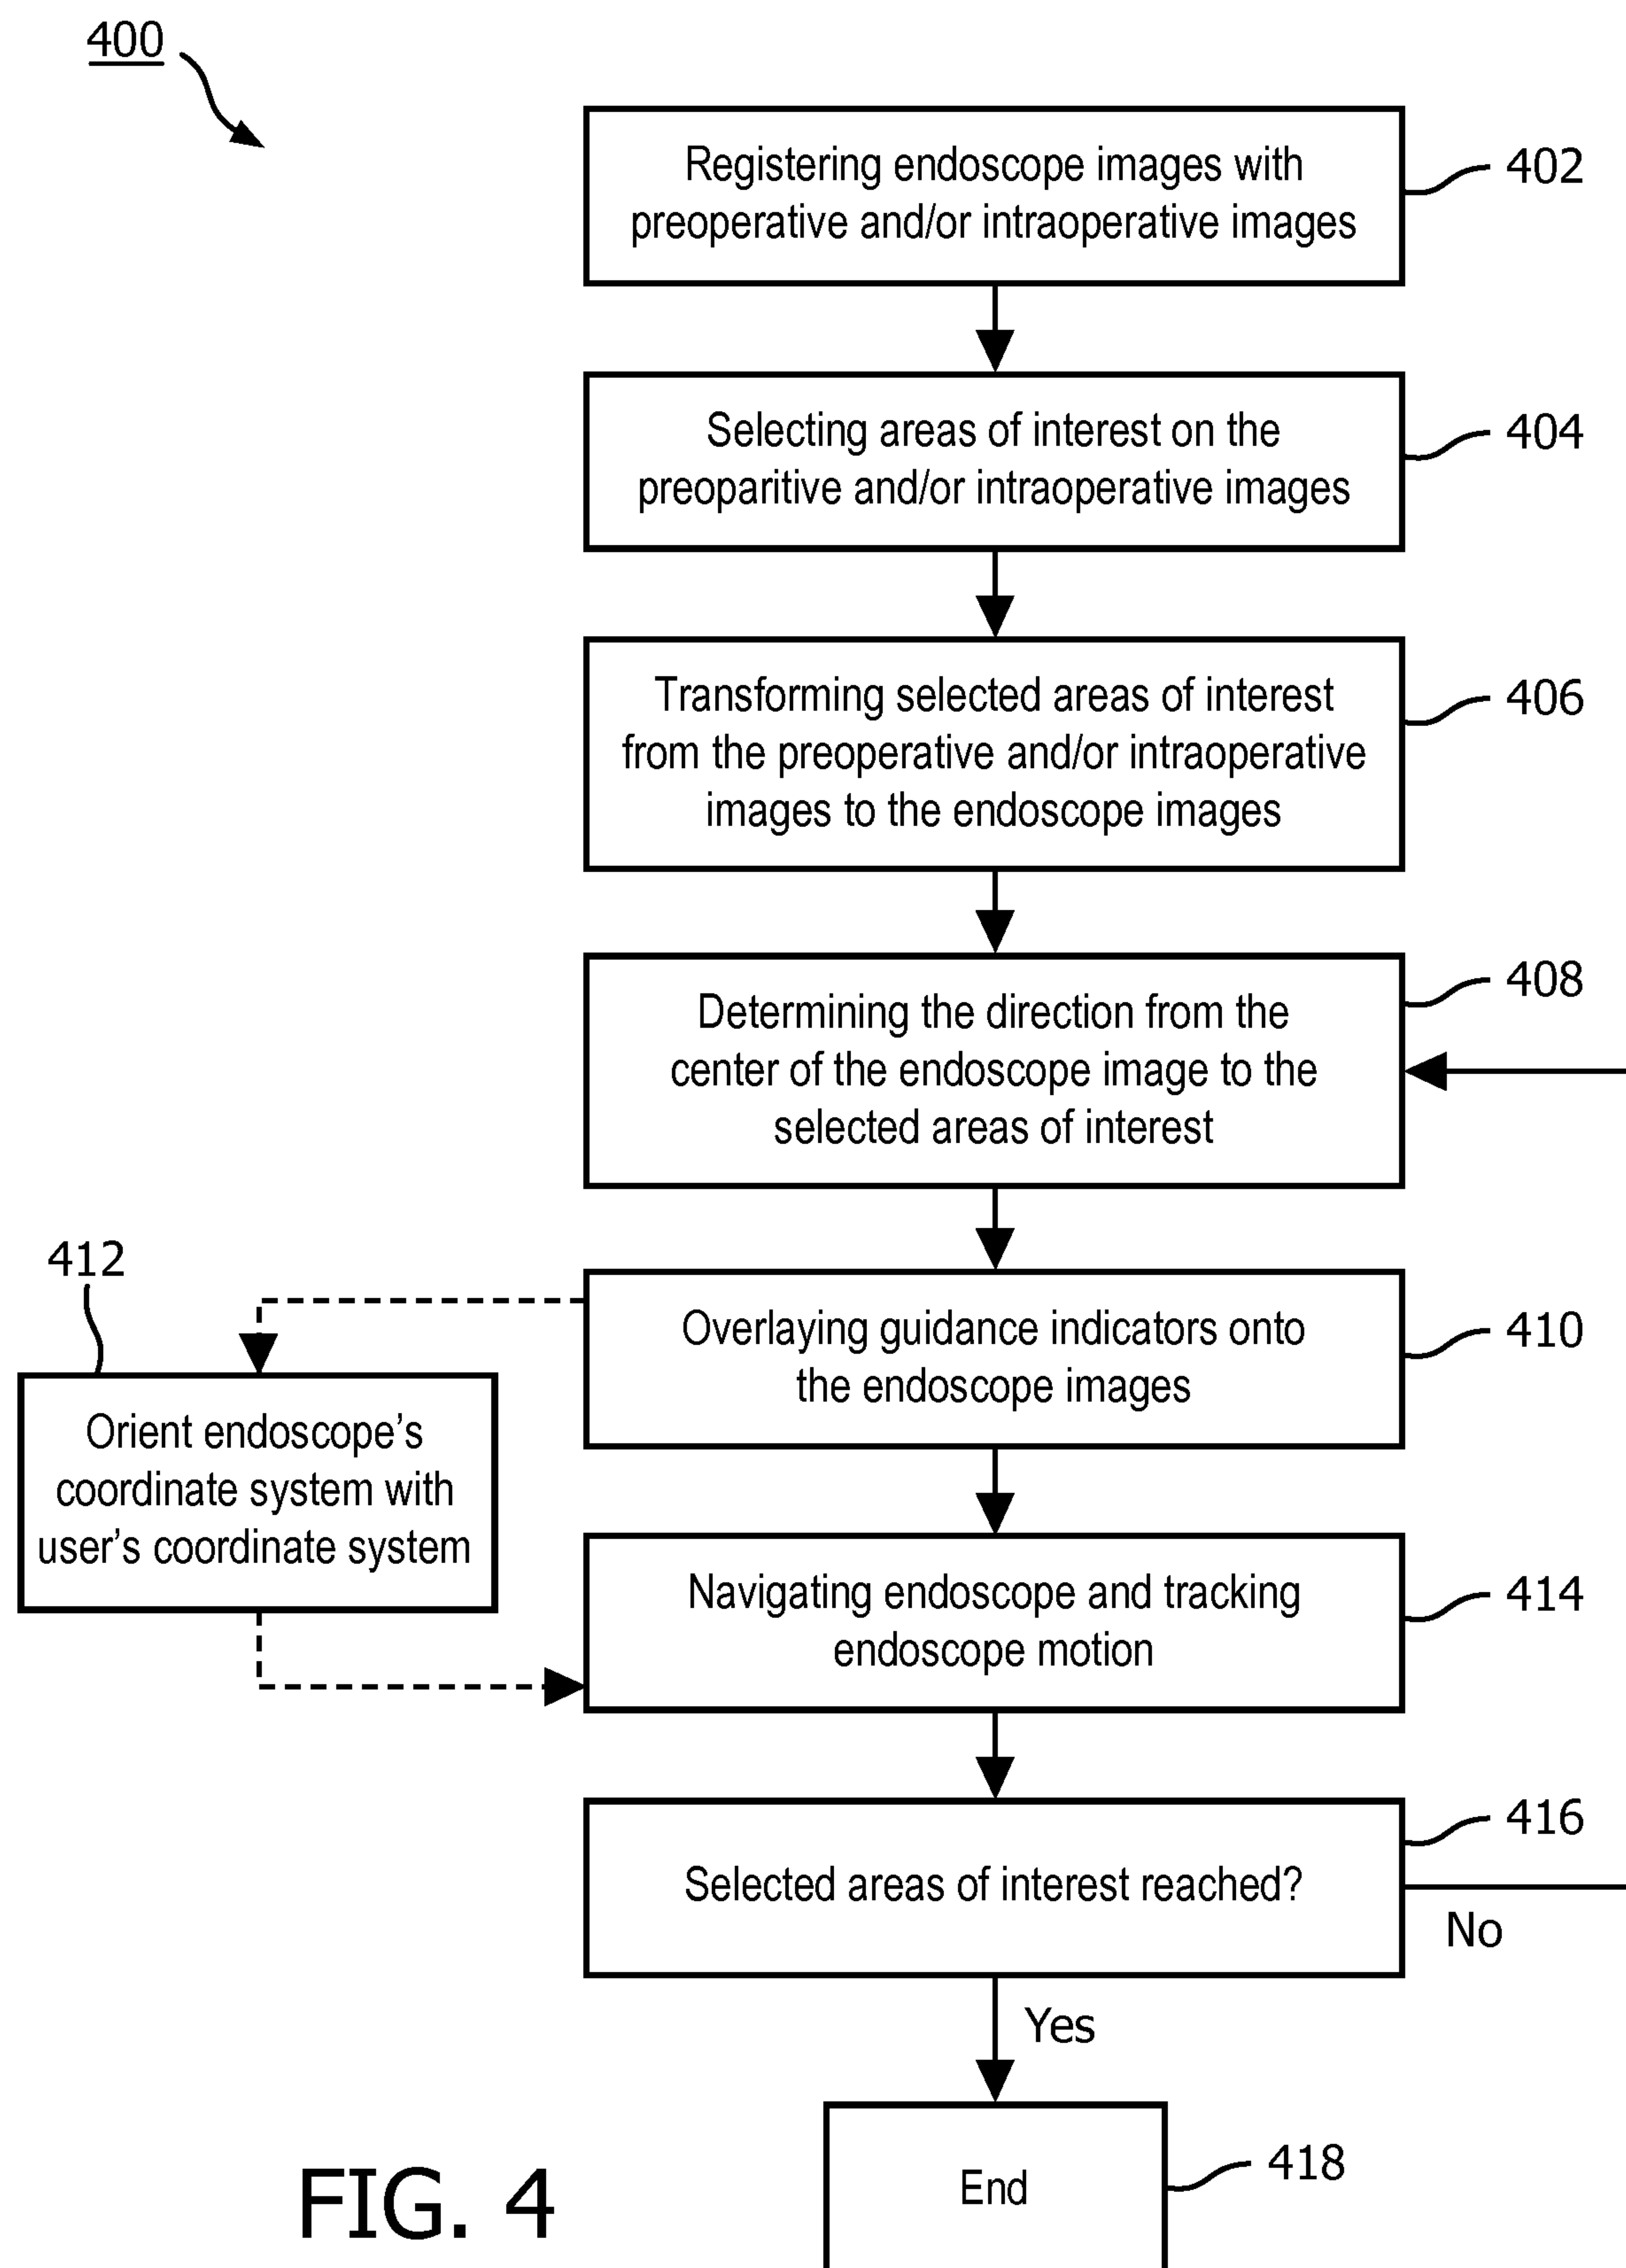 400
Registering endoscope images with
preoperative and/or intraoperative images
402
Selecting areas of interest on the
preoparitive and/or intraoperative images
404
Transforming selected areas of interest
from the preoperative and/or intraoperative
images to the endoscope images
406
Determining the direction from the
center of the endoscope image to the
selected areas of interest
408
Overlaying guidance indicators onto
the endoscope images
410
412
Orient endoscope’s
coordinate system with
user’s coordinate system
Navigating endoscope and tracking
endoscope motion
414
Selected areas of interest reached?
416
No
Yes
End
418
FIG. 4